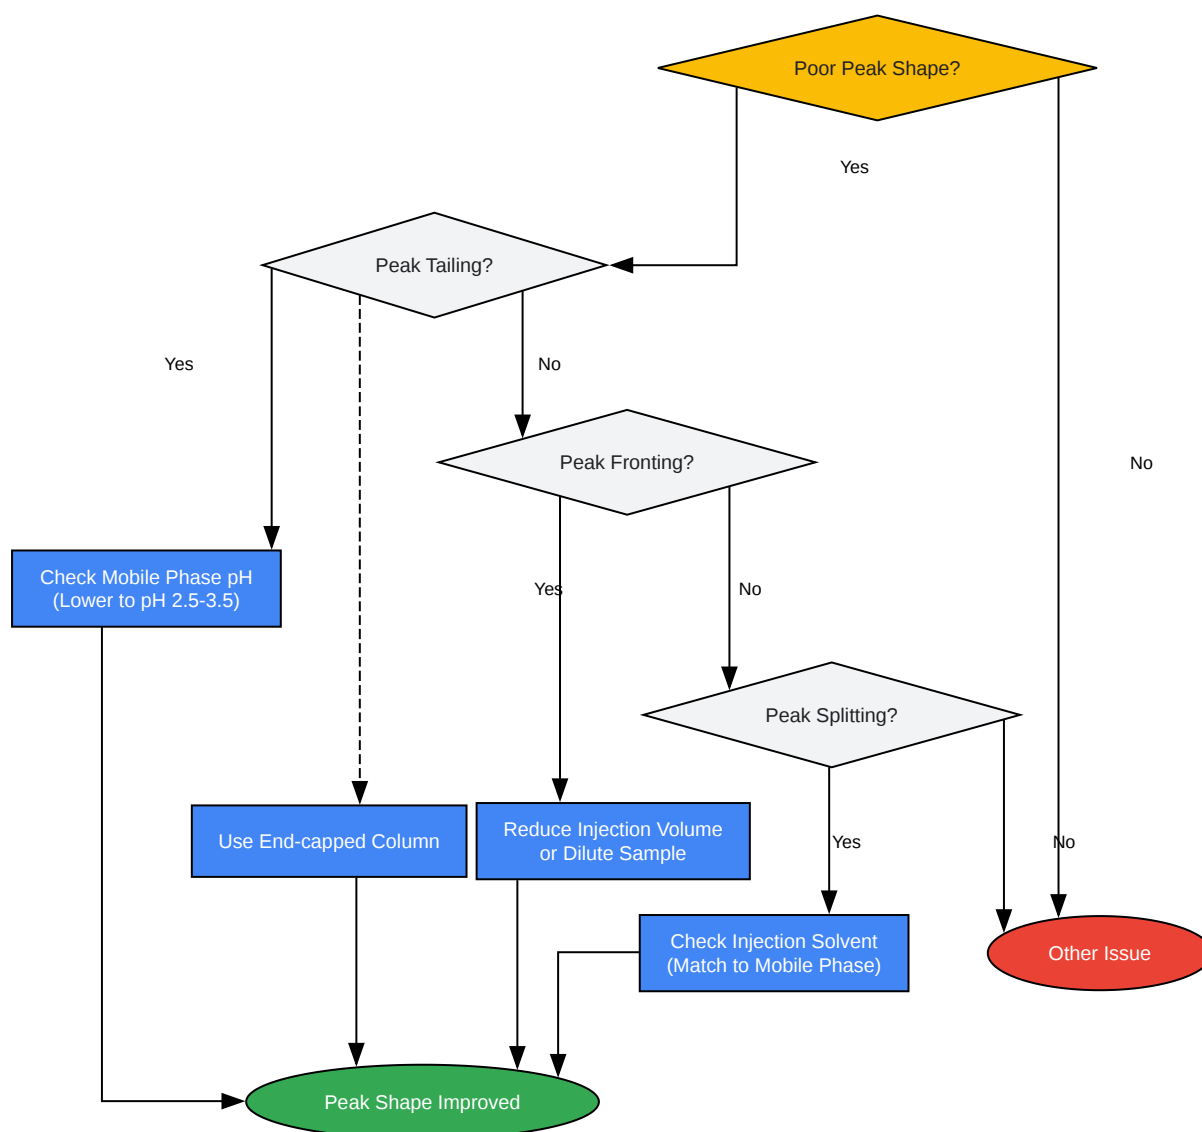 Poor Peak Shape?
Yes
Peak Tailing?
Yes
No
Peak Fronting?
No
Check Mobile Phase pH
(Lower to pH 2.5-3.5)
Yes
No
Peak Splitting?
Use End-capped Column
Reduce Injection Volume
or Dilute Sample
Yes
No
Check Injection Solvent
(Match to Mobile Phase)
Other Issue
Peak Shape Improved